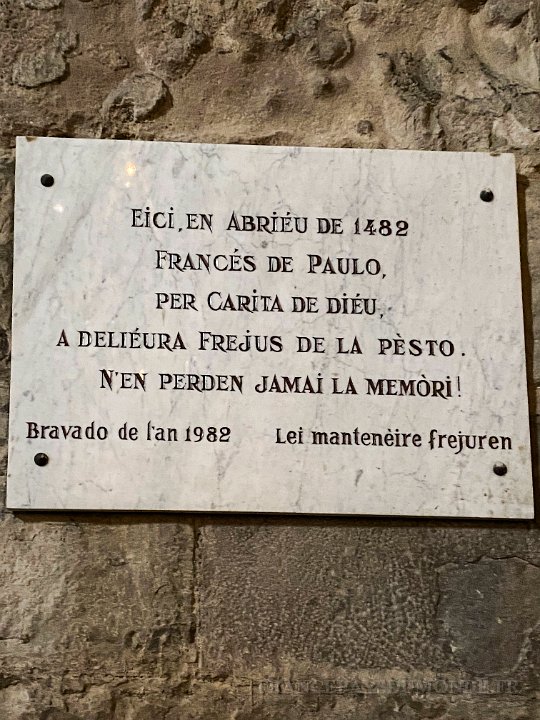 EiCi, EN ABRiÉU DE 1482
FRANCÉS DE PAULO,
PER CARiTA DE DiÉU,
A DELiÉURA FREJUS DE LA PÈSTO.
N'EN PERDEN JAMAi LA MEMÒRi!
Bravado de l'an 1982 Lei mantenèire frejuren